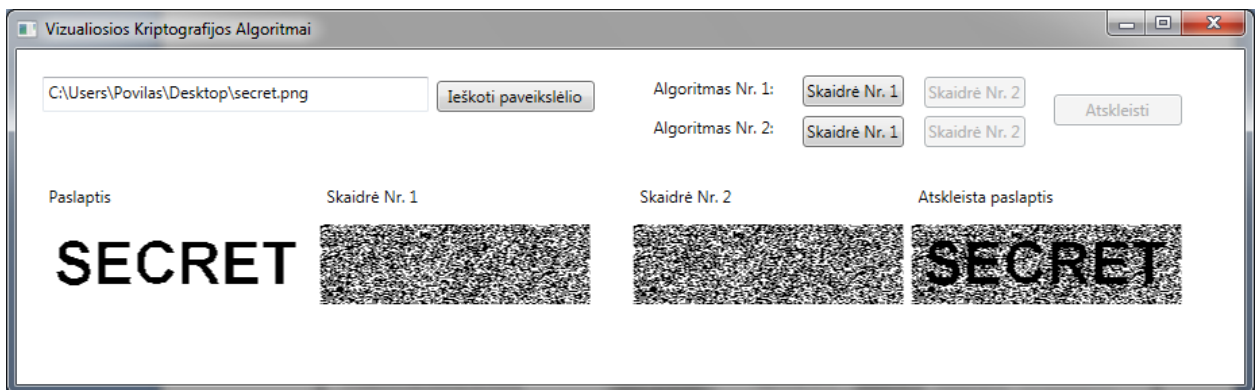 Vizualiosios Kriptografijos Algoritmai
C:\Users\Povilas\Desktop\secret.png
Ieškoti paveikslėlio
Algoritmas Nr. 1:
Skaidrė Nr. 1
Skaidrė Nr. 2
Atskleisti
Algoritmas Nr. 2:
Skaidrė Nr. 1
Skaidrė Nr. 2
Paslaptis
Skaidrė Nr. 1
Skaidrė Nr. 2
Atskleista paslaptis
SECRET
SECRET